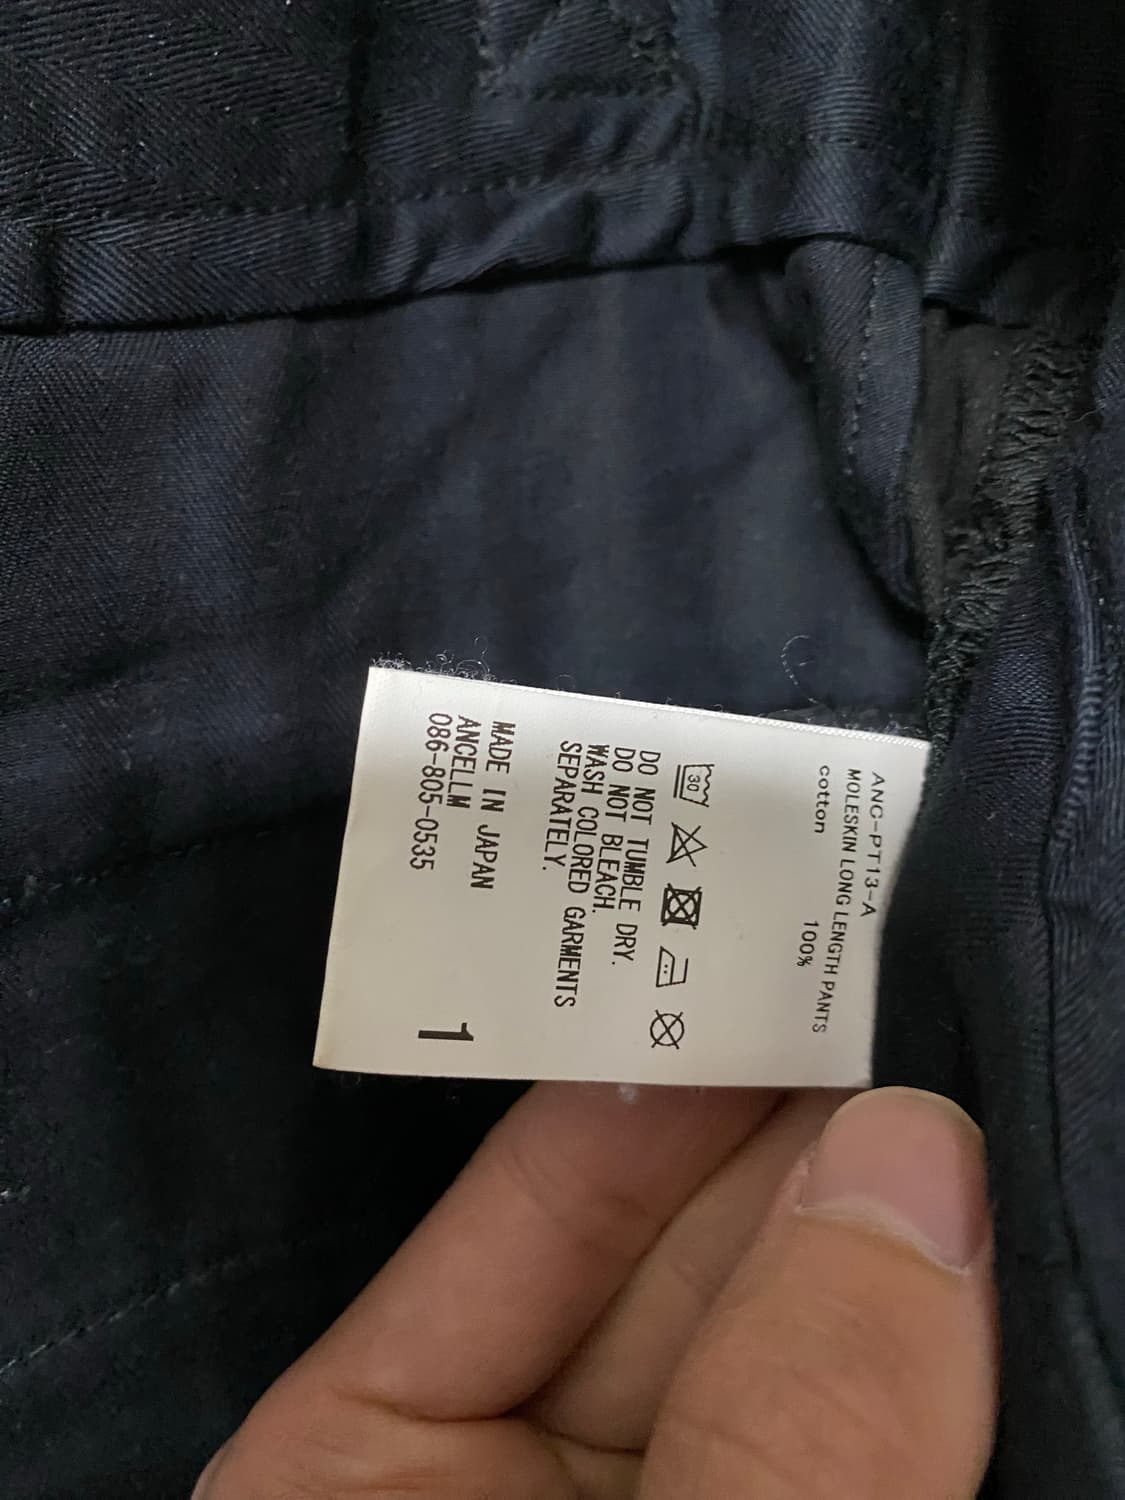 ANC-PT13-A
MOLESKIN LONG LENGTH PANTS
cotton 100%
30
DO NOT TUMBLE DRY.
DO NOT BLEACH.
WASH COLORED GARMENTS
SEPARATELY.
MADE IN JAPAN
ANCELLM
086-805-0535
1